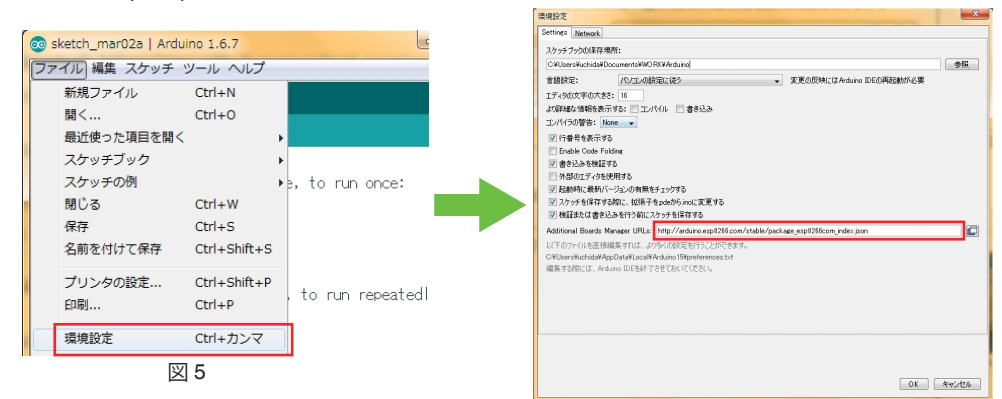 sketch_mar02a | Arduino 1.6.7
ファイル 編集 スケッチ ツール ヘルプ
新規ファイル Ctrl+N
開く... Ctrl+O
最近使った項目を開く
スケッチブック
スケッチの例
閉じる Ctrl+W
保存 Ctrl+S
名前を付けて保存 Ctrl+Shift+S
プリンタの設定... Ctrl+Shift+P
印刷... Ctrl+P
環境設定 Ctrl+カンマ
e, to run once:
, to run repeatedl
図 5
環境設定
Settings Network
スケッチブックの保存場所:
C:¥Users¥uchida¥Documents¥WORK¥Arduino 参照
言語設定: パソコンの設定に従う 変更の反映にはArduino IDEの再起動が必要
エディタの文字の大きさ: 16
より詳細な情報を表示する: コンパイル 書き込み
コンパイラの警告: None
行番号を表示する
Enable Code Folding
書き込みを検証する
外部のエディタを使用する
起動時に最新バージョンの有無をチェックする
スケッチを保存する際に、拡張子をpdeからinoに変更する
検証または書き込みを行う前にスケッチを保存する
Additional Boards Manager URLs: http://arduino.esp8266.com/stable/package_esp8266com_index.json
以下のファイルを直接編集すれば、より多くの設定を行うことができます。
C:¥Users¥uchida¥AppData¥Local¥Arduino15¥preferences.txt
編集する際には、Arduino IDEを終了させておいてください。
OK キャンセル